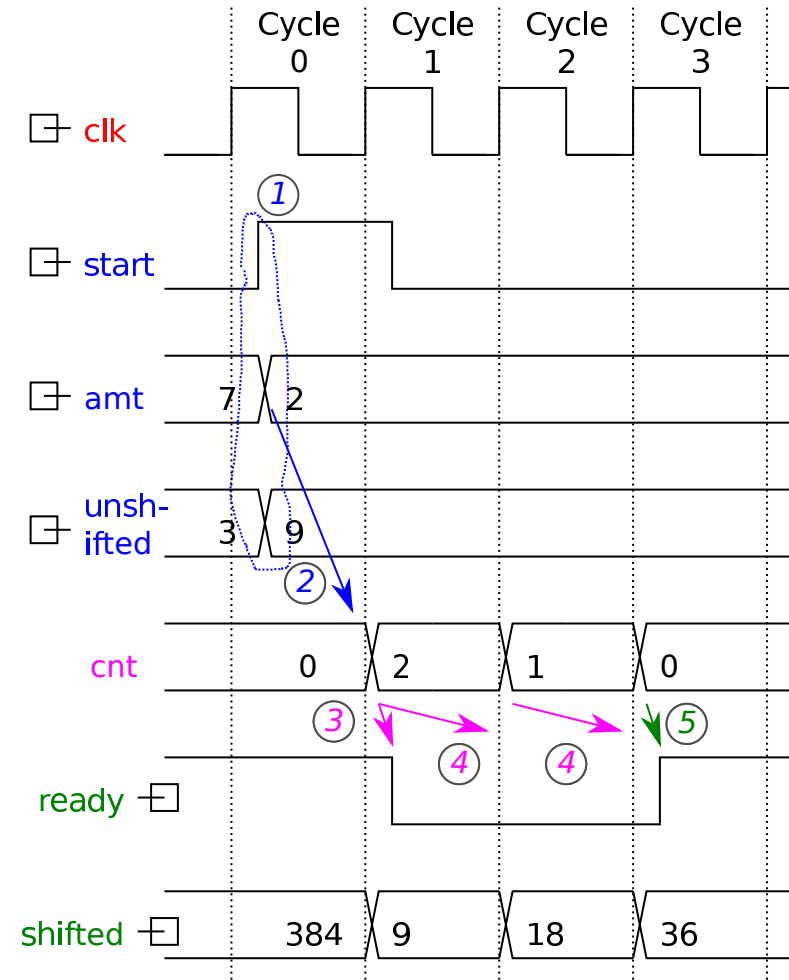 Cycle Cycle Cycle Cycle
0 1 2 3
clk
1
start
amt 7 2
unsh-
ifted 3 9
2
cnt 0 2 1 0
3 4 4 5
ready
shifted 384 9 18 36